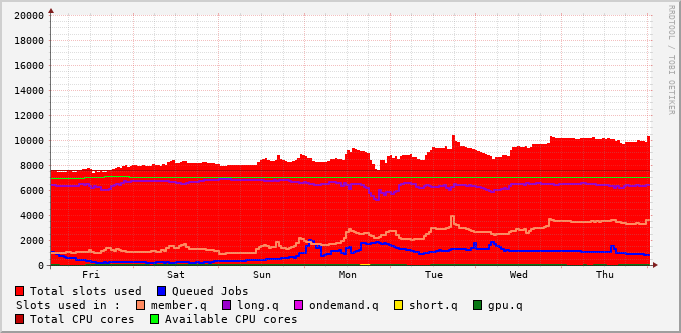 RRDTOOL / TOBI OETIKER
20000
18000
16000
14000
12000
10000
8000
6000
4000
2000
0
Fri Sat Sun Mon Tue Wed Thu
Total slots used Queued Jobs
Slots used in : member.q long.q ondemand.q short.q gpu.q
Total CPU cores Available CPU cores